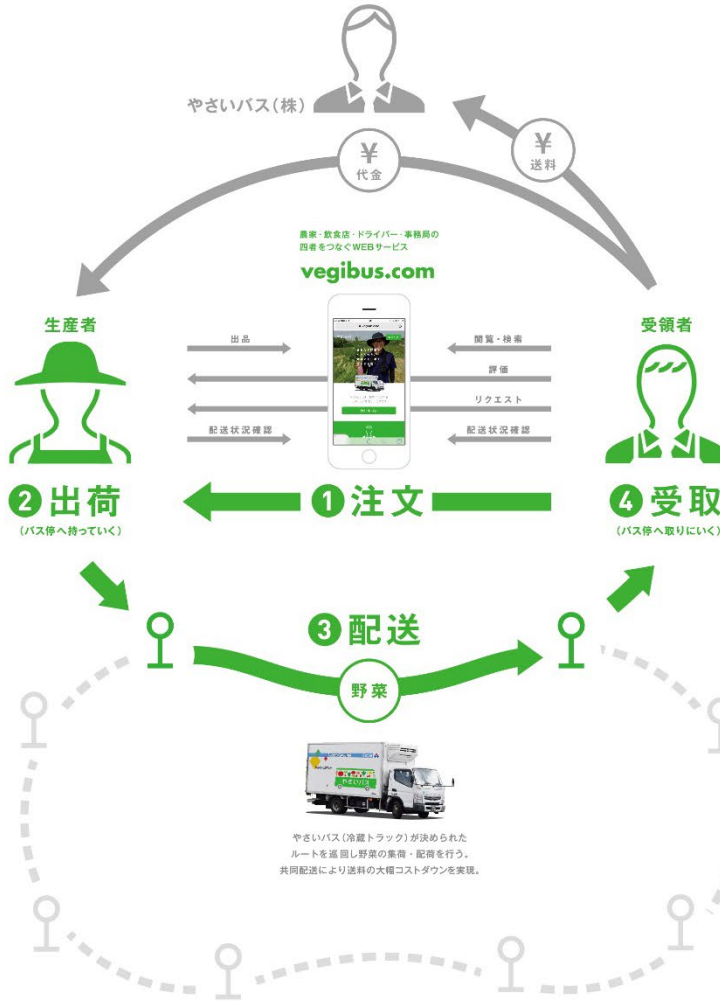 やさいバス(株)
¥
代金
¥
送料
農家・飲食店・ドライバー・事務局の
四者をつなぐWEBサービス
vegibus.com
生産者
受領者
出品
閲覧・検索
評価
リクエスト
配送状況確認
配送状況確認
❷出荷
(バス停へ持っていく)
❶注文
❹受取
(バス停へ取りにいく)
❸配送
野菜
やさいバス
やさいバス(冷蔵トラック)が決められた
ルートを巡回し野菜の集荷・配荷を行う。
共同配送により送料の大幅コストダウンを実現。